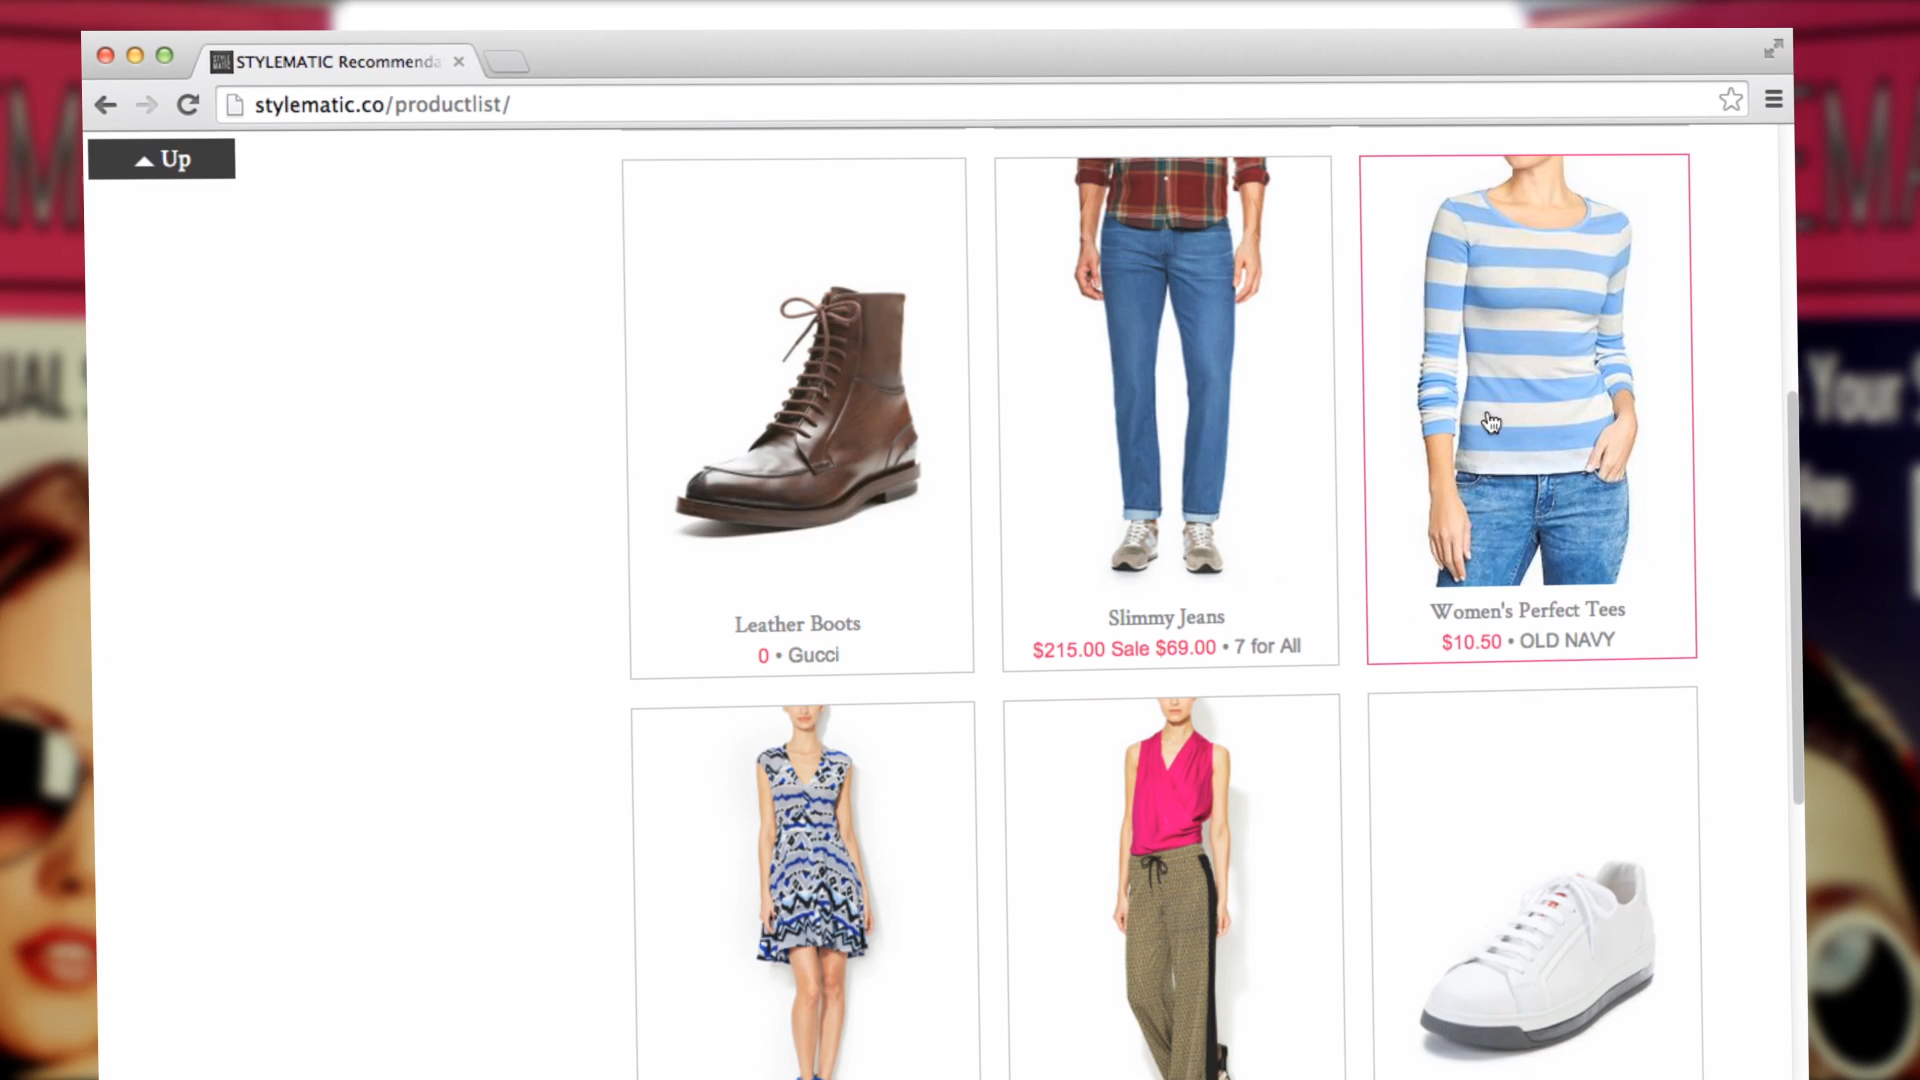 STYLEMATIC Recommenda
stylematic.co/productlist/
Up
Leather Boots
0 • Gucci
Slimmy Jeans
$215.00 Sale $69.00 • 7 for All
Women's Perfect Tees
$10.50 • OLD NAVY
Your